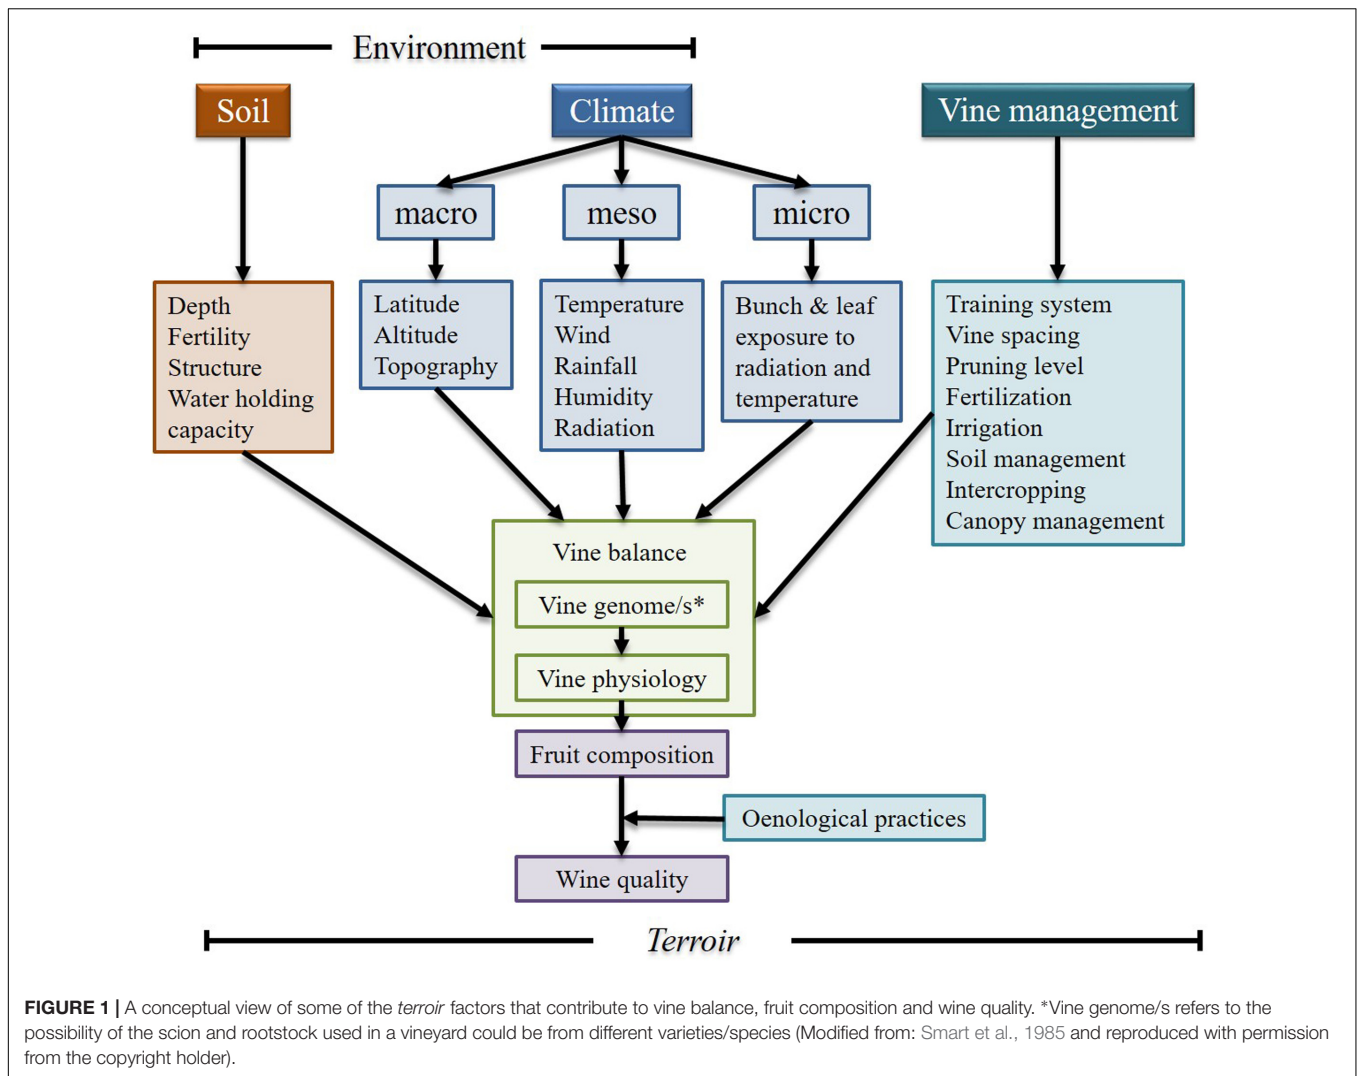 Environment
Soil
Climate
Vine management
macro
meso
micro
Depth
Fertility
Structure
Water holding
capacity
Latitude
Altitude
Topography
Temperature
Wind
Rainfall
Humidity
Radiation
Bunch & leaf
exposure to
radiation and
temperature
Training system
Vine spacing
Pruning level
Fertilization
Irrigation
Soil management
Intercropping
Canopy management
Vine balance
Vine genome/s*
Vine physiology
Fruit composition
Oenological practices
Wine quality
Terroir
FIGURE 1 | A conceptual view of some of the terroir factors that contribute to vine balance, fruit composition and wine quality. *Vine genome/s refers to the
possibility of the scion and rootstock used in a vineyard could be from different varieties/species (Modified from: Smart et al., 1985 and reproduced with permission
from the copyright holder).